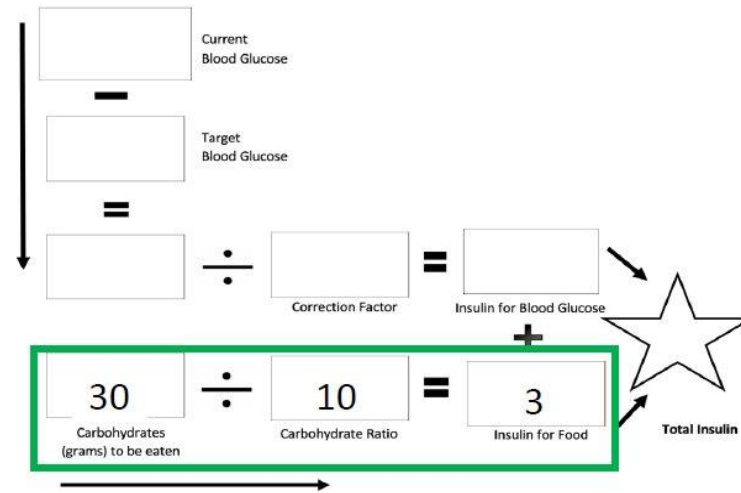 Current
Blood Glucose
Target
Blood Glucose
=
÷ =
Correction Factor Insulin for Blood Glucose
+
30 ÷ 10 = 3
Carbohydrates
(grams) to be eaten
Carbohydrate Ratio
Insulin for Food
Total Insulin